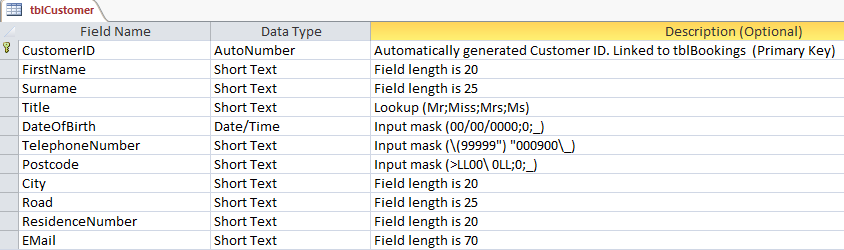 tblCustomer
Field Name Data Type Description (Optional)
CustomerID AutoNumber Automatically generated Customer ID. Linked to tblBookings (Primary Key)
FirstName Short Text Field length is 20
Surname Short Text Field length is 25
Title Short Text Lookup (Mr;Miss;Mrs;Ms)
DateOfBirth Date/Time Input mask (00/00/0000;0;_)
TelephoneNumber Short Text Input mask (\(99999") "000900\_)
Postcode Short Text Input mask (>LL00\ 0LL;0;_)
City Short Text Field length is 20
Road Short Text Field length is 25
ResidenceNumber Short Text Field length is 20
EMail Short Text Field length is 70